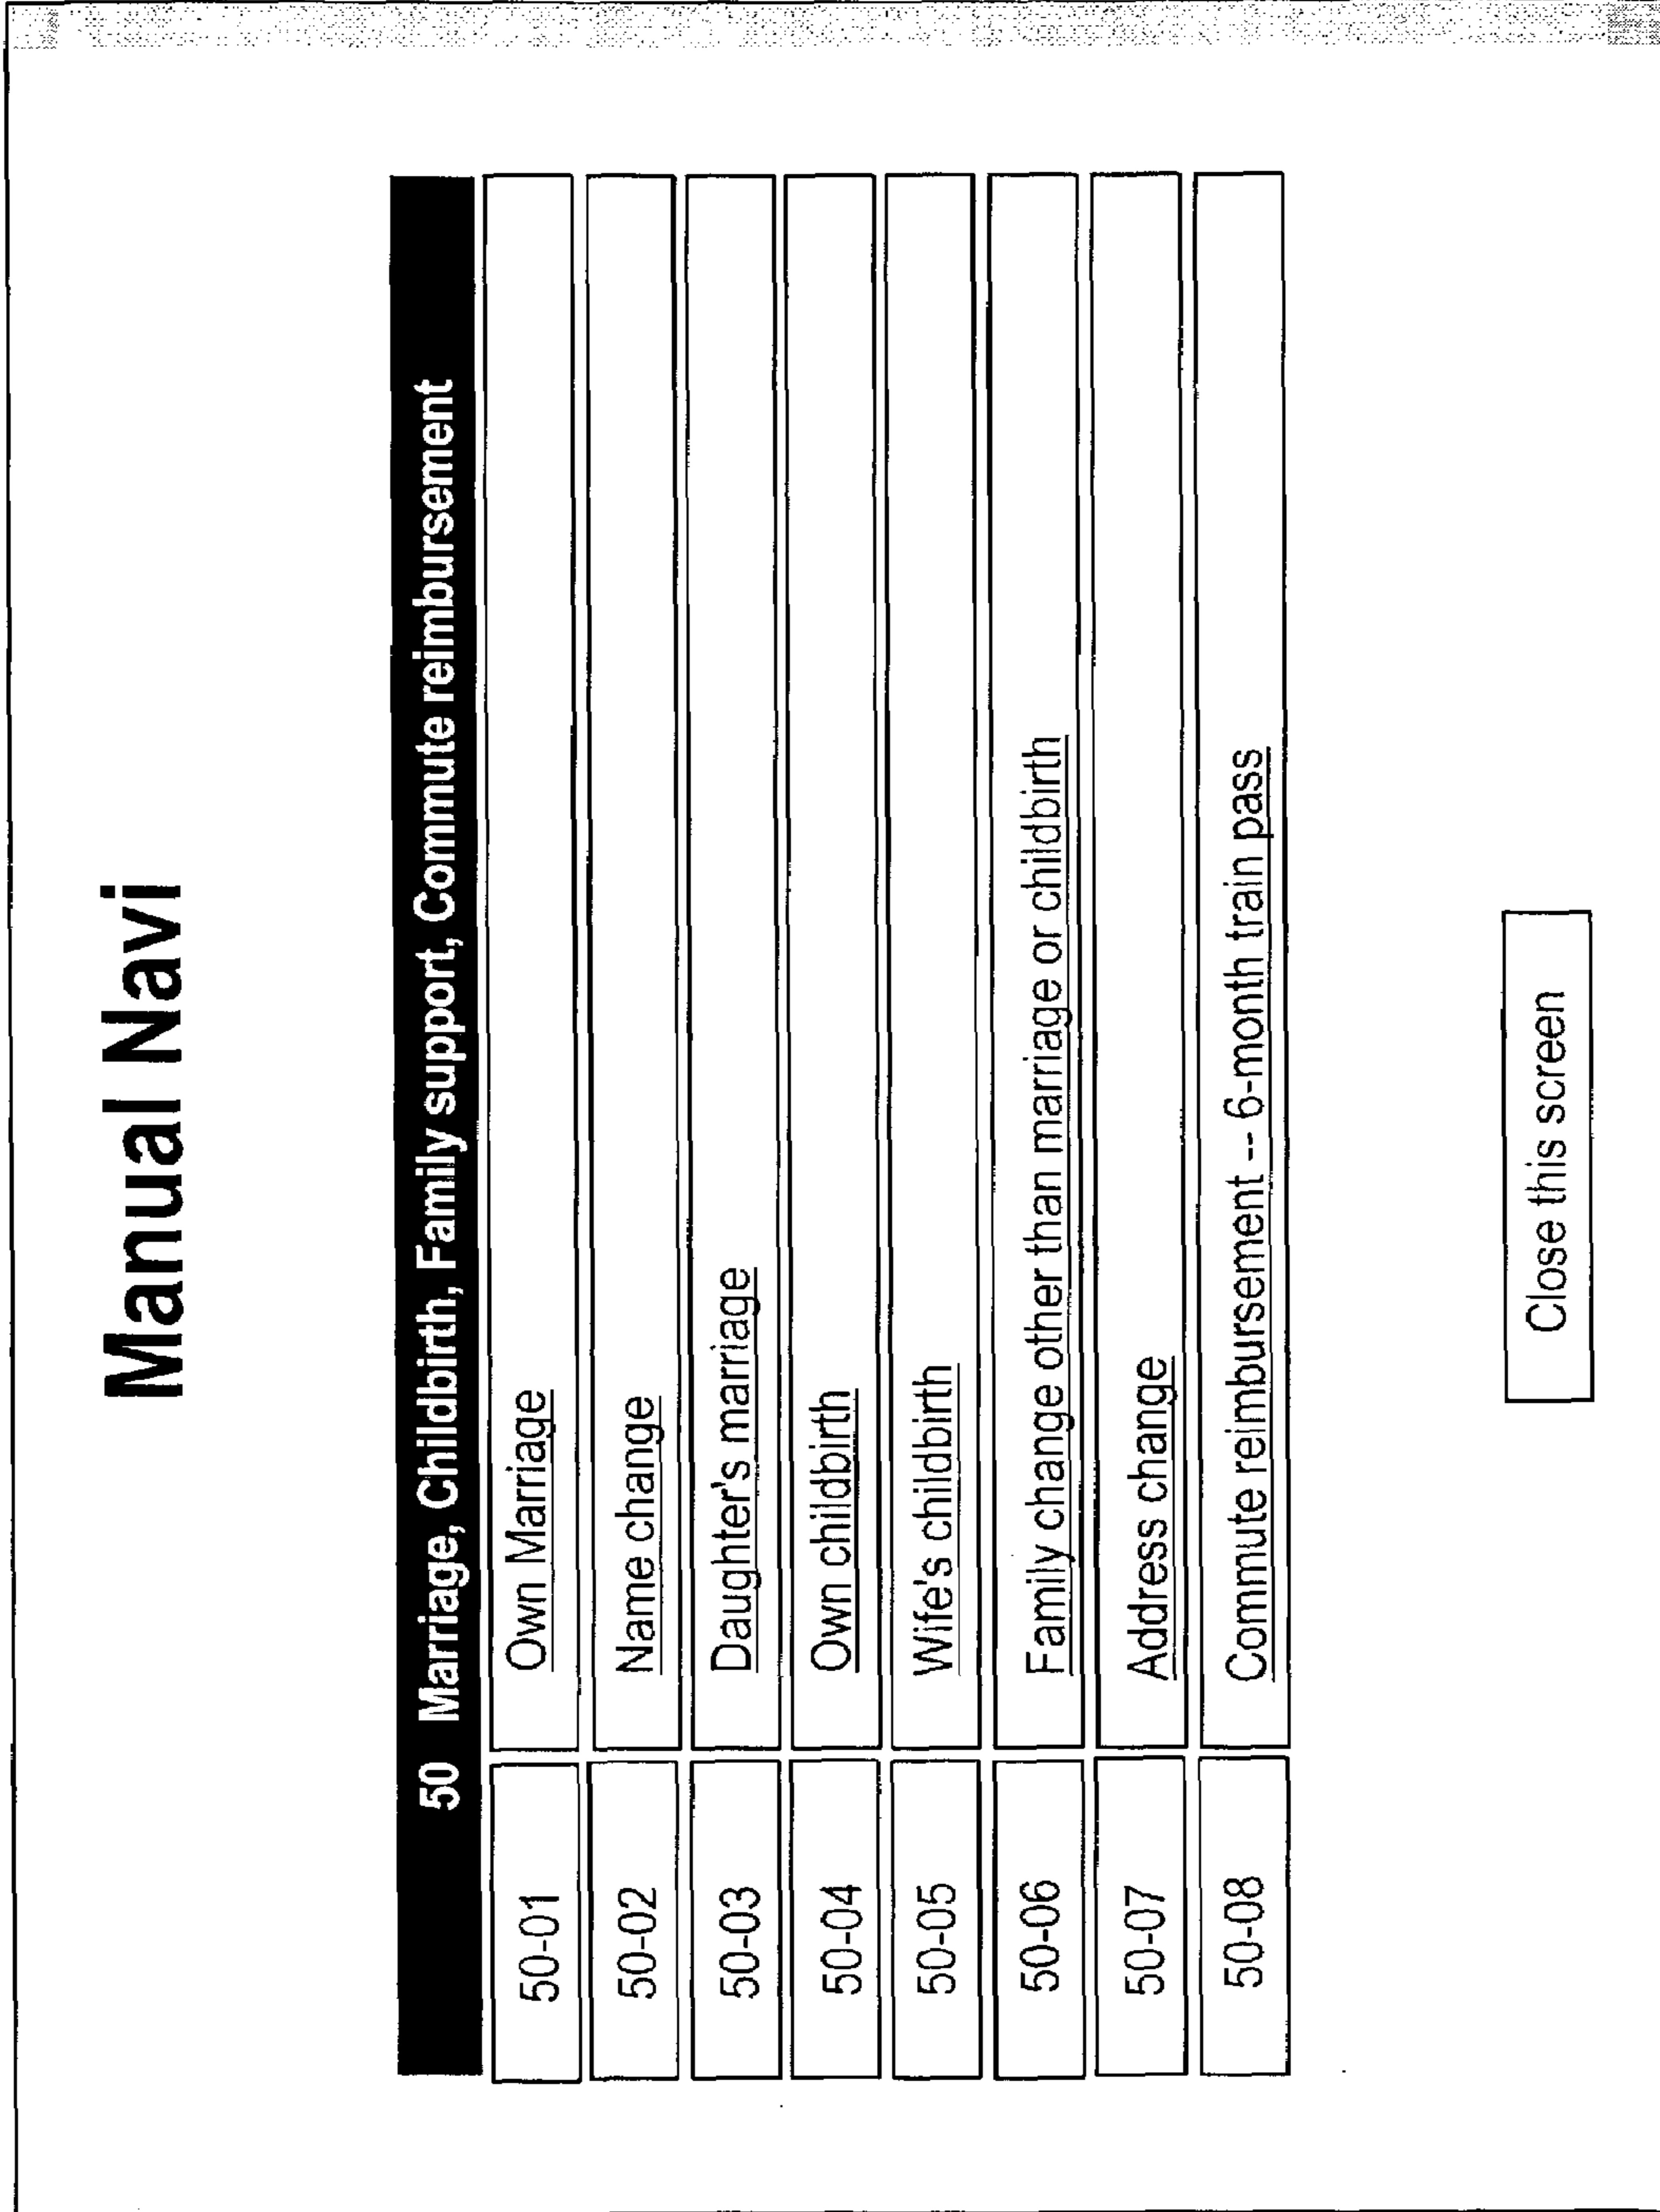 Manual Navi
50 Marriage, Childbirth, Family support, Commute reimbursement
50-01 Own Marriage
50-02 Name change
50-03 Daughter's marriage
50-04 Own childbirth
50-05 Wife's childbirth
50-06 Family change other than marriage or childbirth
50-07 Address change
50-08 Commute reimbursement -- 6-month train pass
Close this screen